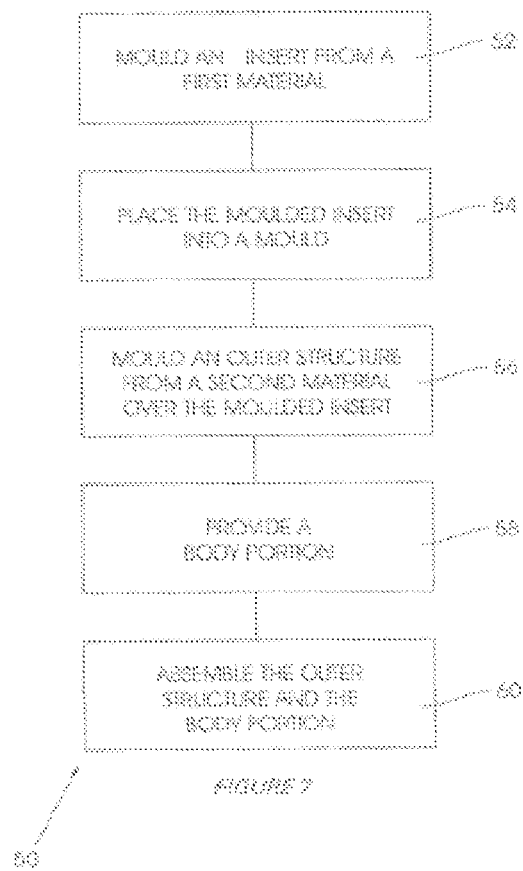 MOULD AN INSERT FROM A
FIRST MATERIAL
52
PLACE THE MOULDED INSERT
INTO A MOULD
54
MOULD AN OUTER STRUCTURE
FROM A SECOND MATERIAL
OVER THE MOULDED INSERT
56
PROVIDE A
BODY PORTION
58
ASSEMBLE THE OUTER
STRUCTURE AND THE
BODY PORTION
60
FIGURE 7
50